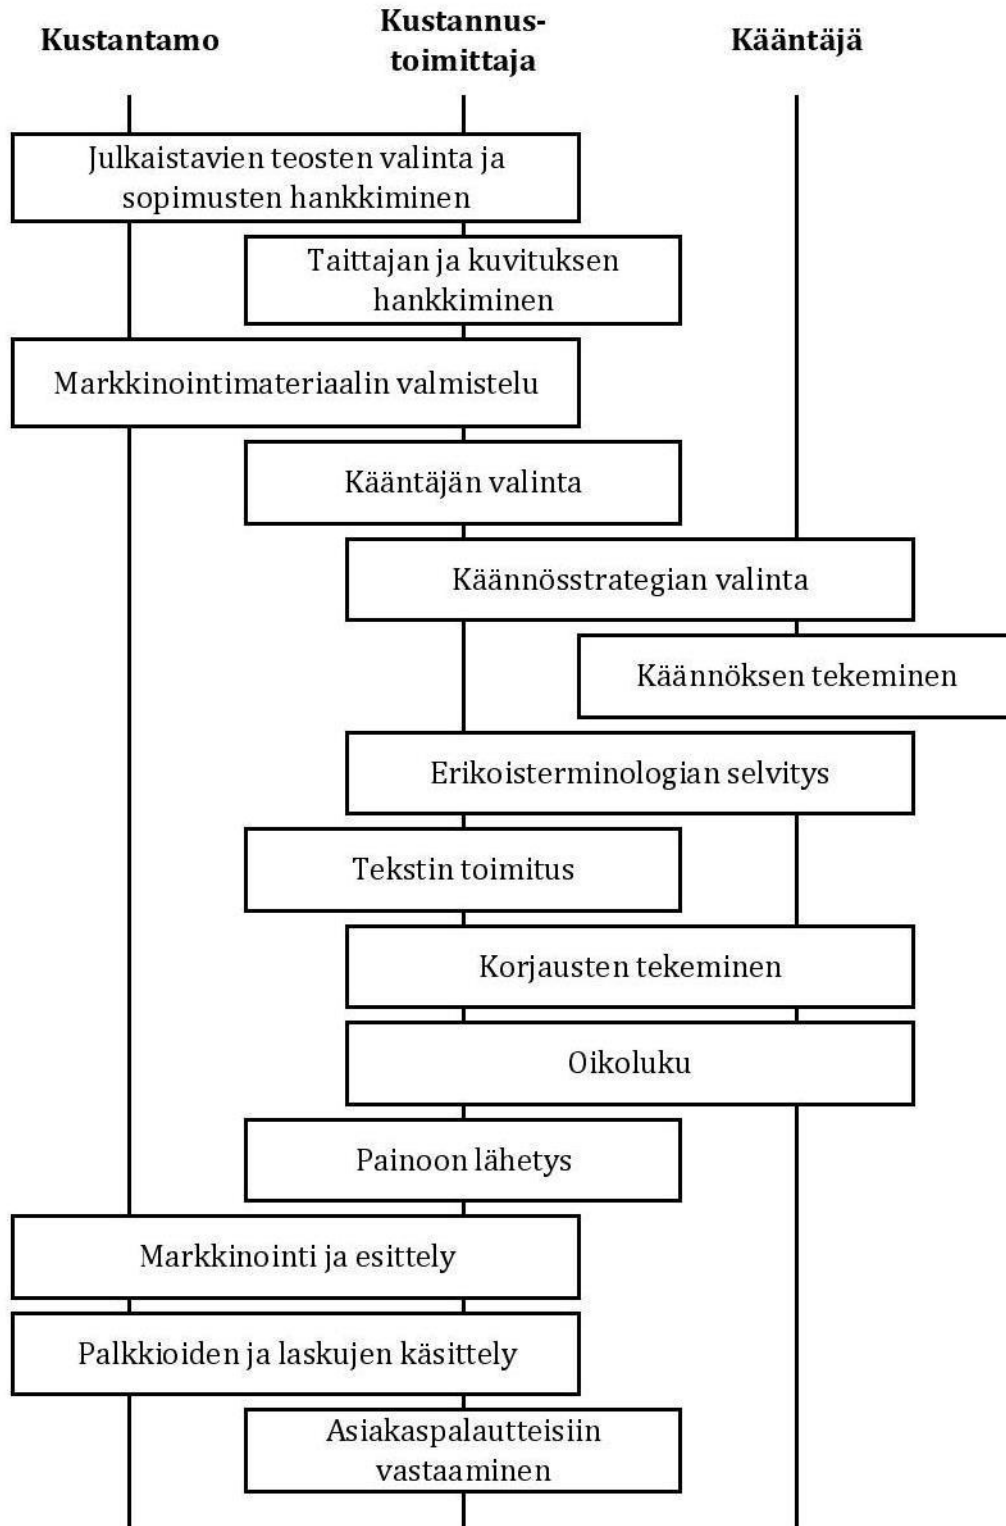 Kustantamo
Kustannus-
toimittaja
Kääntäjä
Julkaistavien teosten valinta ja
sopimusten hankkiminen
Taittajan ja kuvituksen
hankkiminen
Markkinointimateriaalin valmistelu
Kääntäjän valinta
Käännösstrategian valinta
Käännöksen tekeminen
Erikoisterminologian selvitys
Tekstin toimitus
Korjausten tekeminen
Oikoluku
Painoon lähetys
Markkinointi ja esittely
Palkkioiden ja laskujen käsittely
Asiakaspalautteisiin
vastaaminen